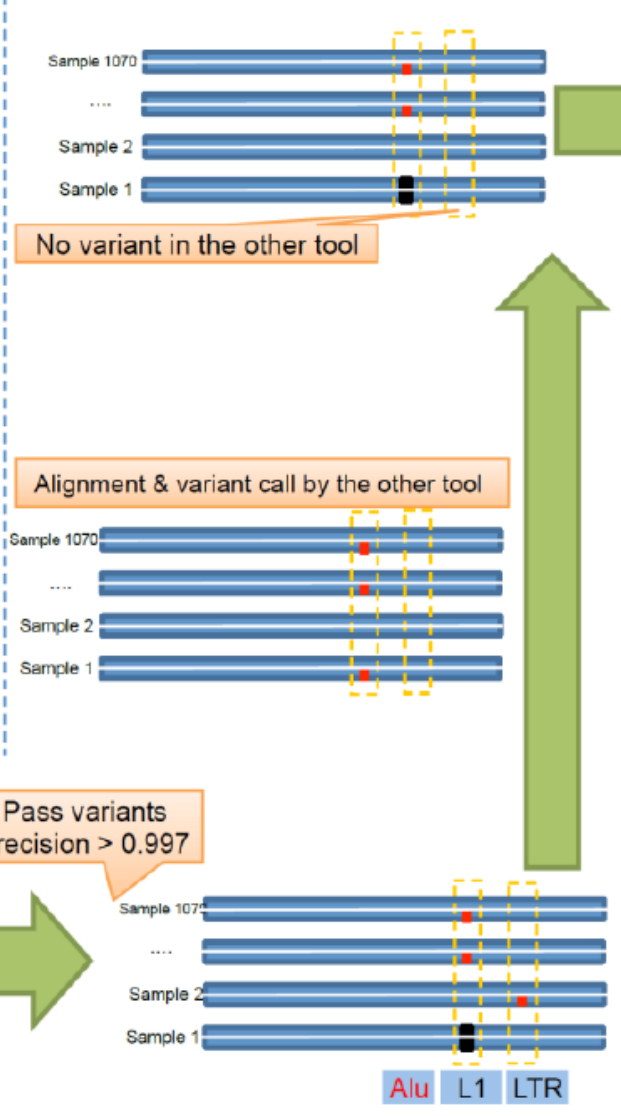 Sample 1070
....
Sample 2
Sample 1
No variant in the other tool
Alignment & variant call by the other tool
Sample 1070
....
Sample 2
Sample 1
Pass variants
recision > 0.997
Sample 107
....
Sample 2
Sample 1
Alu L1 LTR